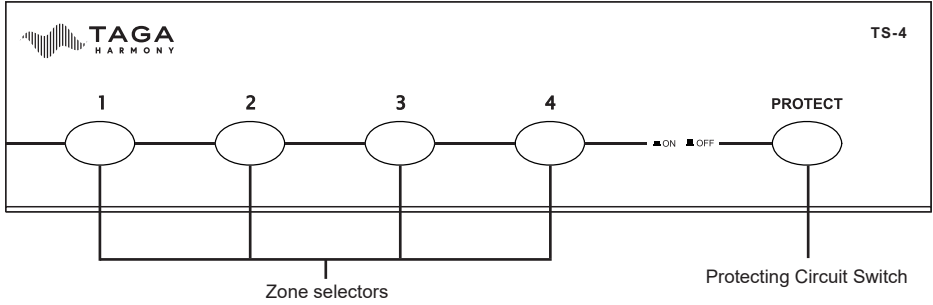 TAGA
HARMONY
TS-4
1 2 3 4 PROTECT
ON OFF
Protecting Circuit Switch
Zone selectors